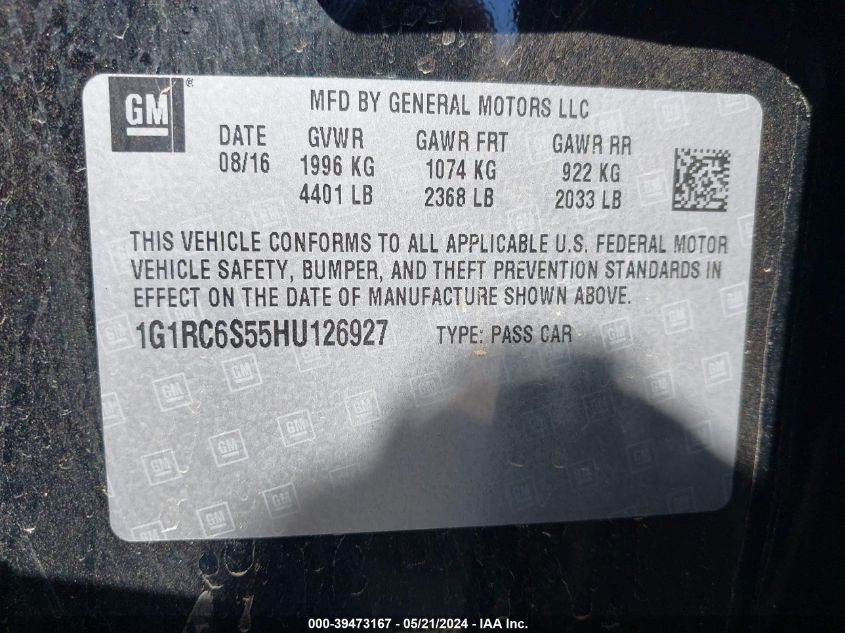 GM ®
MFD BY GENERAL MOTORS LLC
DATE GVWR GAWR FRT GAWR RR
08/16 1996 KG 1074 KG 922 KG
4401 LB 2368 LB 2033 LB
THIS VEHICLE CONFORMS TO ALL APPLICABLE U.S. FEDERAL MOTOR
VEHICLE SAFETY, BUMPER, AND THEFT PREVENTION STANDARDS IN
EFFECT ON THE DATE OF MANUFACTURE SHOWN ABOVE.
1G1RC6S55HU126927 TYPE: PASS CAR
000-39473167 - 05/21/2024 - IAA Inc.